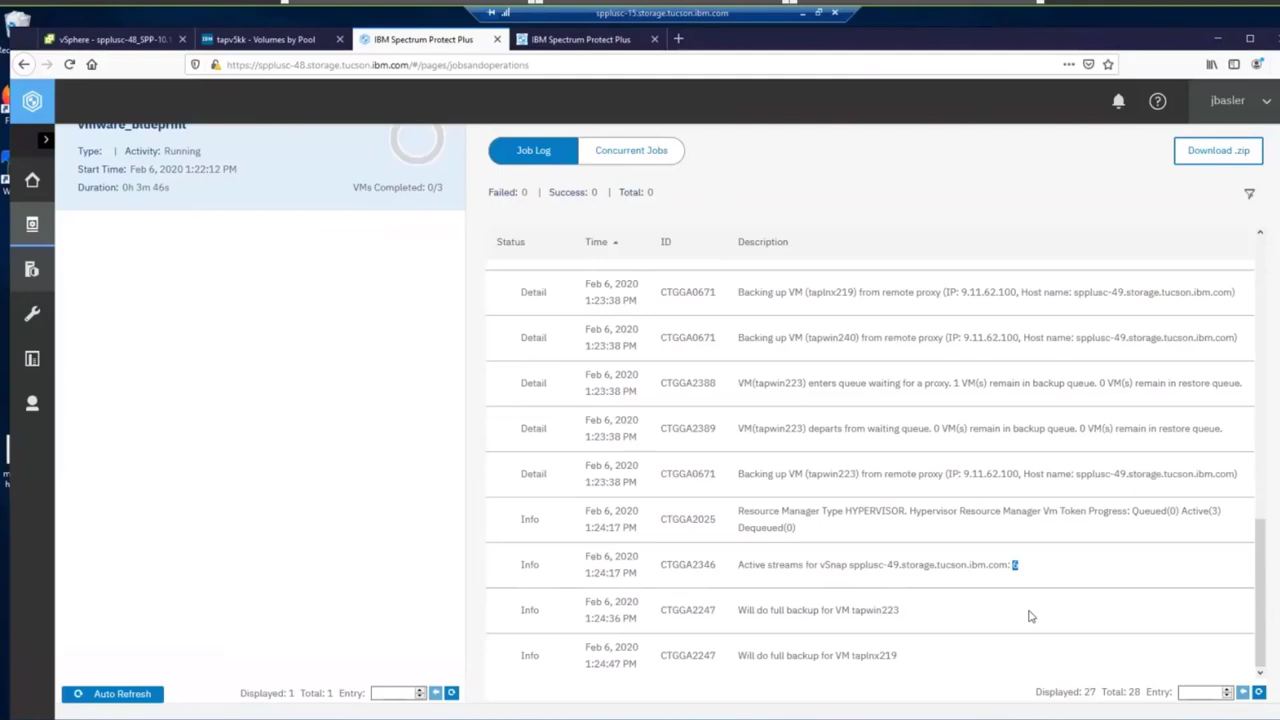 spplusc-15.storage.tucson.ibm.com
vSphere - spplusc-48_SPP-10.1
tapv5kk - Volumes by Pool
IBM Spectrum Protect Plus
IBM Spectrum Protect Plus
https://spplusc-48.storage.tucson.ibm.com/#/pages/jobsandoperations
jbasler
vmware_blueprint
Type: | Activity: Running
Start Time: Feb 6, 2020 1:22:12 PM
Duration: 0h 3m 46s
VMs Completed: 0/3
Job Log
Concurrent Jobs
Download .zip
Failed: 0 | Success: 0 | Total: 0
Status Time ID Description
Detail
Feb 6, 2020
1:23:38 PM
CTGGA0671
Backing up VM (taplnx219) from remote proxy (IP: 9.11.62.100, Host name: spplusc-49.storage.tucson.ibm.com)
Detail
Feb 6, 2020
1:23:38 PM
CTGGA0671
Backing up VM (tapwin240) from remote proxy (IP: 9.11.62.100, Host name: spplusc-49.storage.tucson.ibm.com)
Detail
Feb 6, 2020
1:23:38 PM
CTGGA2388
VM(tapwin223) enters queue waiting for a proxy. 1 VM(s) remain in backup queue. 0 VM(s) remain in restore queue.
Detail
Feb 6, 2020
1:23:38 PM
CTGGA2389
VM(tapwin223) departs from waiting queue. 0 VM(s) remain in backup queue. 0 VM(s) remain in restore queue.
Detail
Feb 6, 2020
1:23:38 PM
CTGGA0671
Backing up VM (tapwin223) from remote proxy (IP: 9.11.62.100, Host name: spplusc-49.storage.tucson.ibm.com)
Info
Feb 6, 2020
1:24:17 PM
CTGGA2025
Resource Manager Type HYPERVISOR. Hypervisor Resource Manager Vm Token Progress: Queued(0) Active(3)
Dequeued(0)
Info
Feb 6, 2020
1:24:17 PM
CTGGA2346
Active streams for vSnap spplusc-49.storage.tucson.ibm.com: 6
Info
Feb 6, 2020
1:24:36 PM
CTGGA2247
Will do full backup for VM tapwin223
Info
Feb 6, 2020
1:24:47 PM
CTGGA2247
Will do full backup for VM taplnx219
Auto Refresh
Displayed: 1 Total: 1 Entry:
Displayed: 27 Total: 28 Entry: